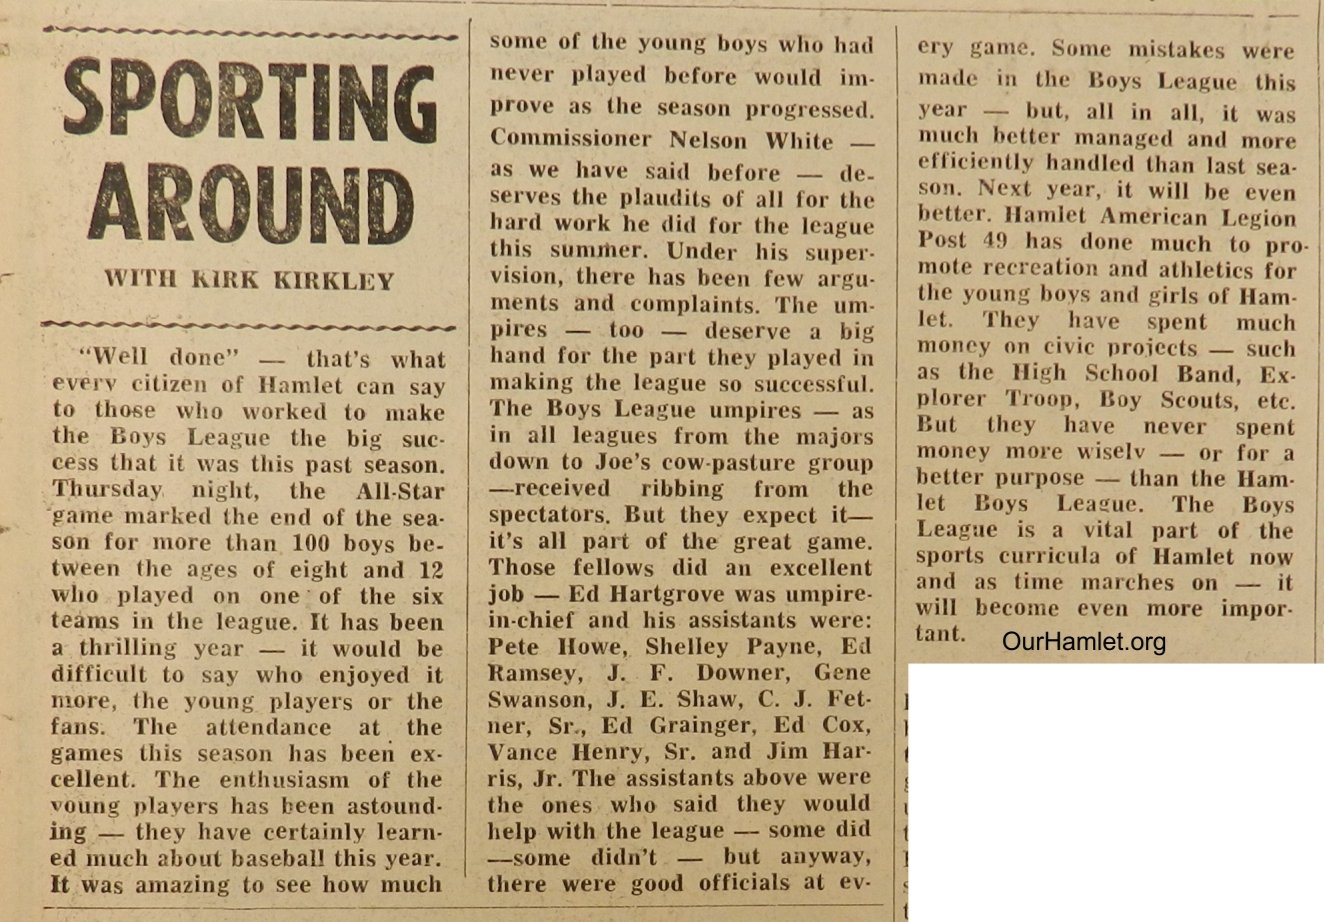 SPORTING
AROUND
WITH KIRK KIRKLEY
"Well done" — that's what
every citizen of Hamlet can say
to those who worked to make
the Boys League the big suc-
cess that it was this past season.
Thursday night, the All-Star
game marked the end of the sea-
son for more than 100 boys be-
tween the ages of eight and 12
who played on one of the six
teams in the league. It has been
a thrilling year — it would be
difficult to say who enjoyed it
more, the young players or the
fans. The attendance at the
games this season has been ex-
cellent. The enthusiasm of the
young players has been astound-
ing — they have certainly learn-
ed much about baseball this year.
It was amazing to see how much
some of the young boys who had
never played before would im-
prove as the season progressed.
Commissioner Nelson White —
as we have said before — de-
serves the plaudits of all for the
hard work he did for the league
this summer. Under his super-
vision, there has been few argu-
ments and complaints. The um-
pires — too — deserve a big
hand for the part they played in
making the league so successful.
The Boys League umpires — as
in all leagues from the majors
down to Joe's cow-pasture group
—received ribbing from the
spectators. But they expect it—
it's all part of the great game.
Those fellows did an excellent
job — Ed Hartgrove was umpire-
in-chief and his assistants were:
Pete Howe, Shelley Payne, Ed
Ramsey, J. F. Downer, Gene
Swanson, J. E. Shaw, C. J. Fet-
ner, Sr., Ed Grainger, Ed Cox,
Vance Henry, Sr. and Jim Har-
ris, Jr. The assistants above were
the ones who said they would
help with the league — some did
—some didn't — but anyway,
there were good officials at ev-
ery game. Some mistakes were
made in the Boys League this
year — but, all in all, it was
much better managed and more
efficiently handled than last sea-
son. Next year, it will be even
better. Hamlet American Legion
Post 49 has done much to pro-
mote recreation and athletics for
the young boys and girls of Ham-
let. They have spent much
money on civic projects — such
as the High School Band, Ex-
plorer Troop, Boy Scouts, etc.
But they have never spent
money more wisely — or for a
better purpose — than the Ham-
let Boys League. The Boys
League is a vital part of the
sports curricula of Hamlet now
and as time marches on — it
will become even more impor-
tant.
OurHamlet.org